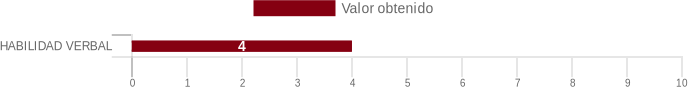 Valor obtenido
HABILIDAD VERBAL 4
0 1 2 3 4 5 6 7 8 9 10